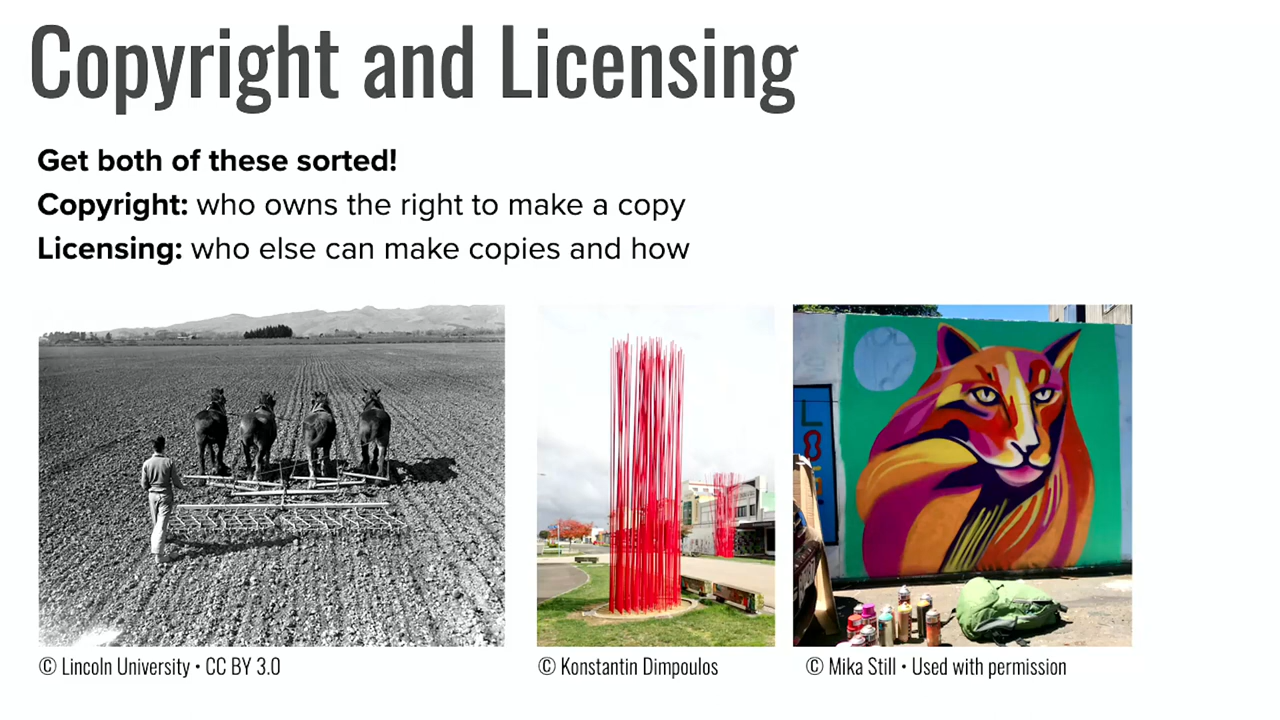 Copyright and Licensing
Get both of these sorted!
Copyright: who owns the right to make a copy
Licensing: who else can make copies and how
© Lincoln University • CC BY 3.0
© Konstantin Dimpoulos
© Mika Still • Used with permission